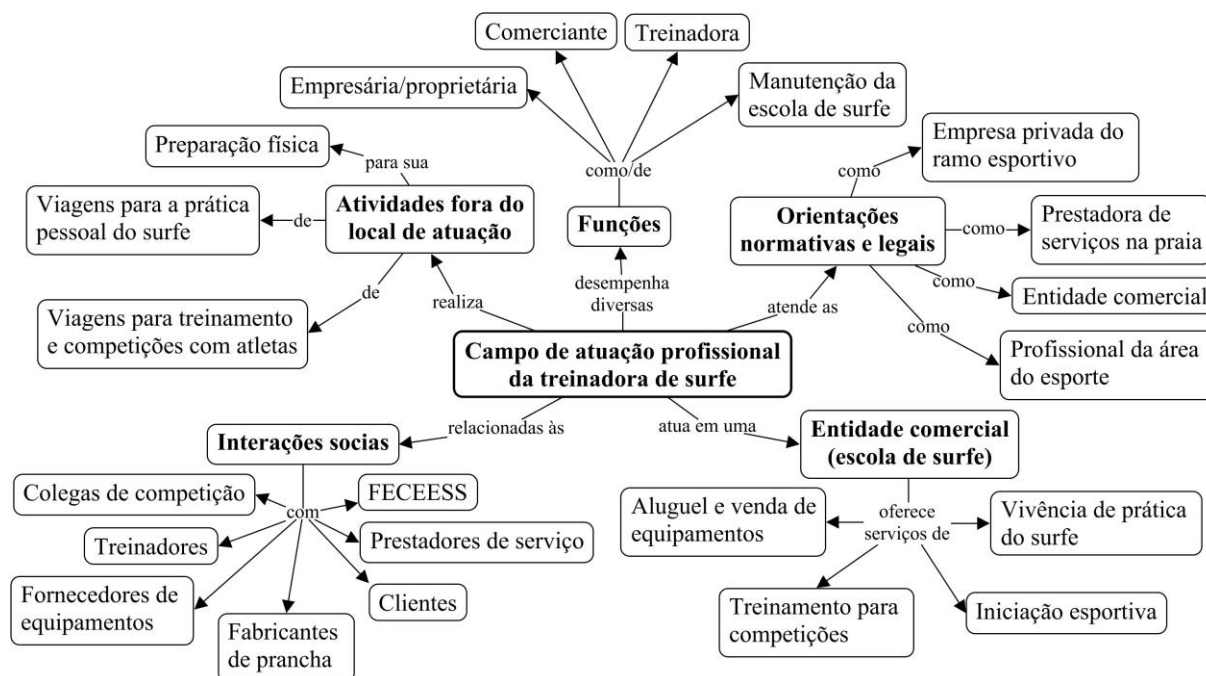 Comerciante
Treinadora
Empresária/proprietária
Manutenção da
escola de surfe
Preparação física
para sua
como/de
Empresa privada do
ramo esportivo
como
Viagens para a prática
pessoal do surfe
de
Atividades fora do
local de atuação
Funções
Orientações
normativas e legais
como
Prestadora de
serviços na praia
de
realiza
desempenha
diversas
atende as
como
Entidade comercial
Viagens para treinamento
e competições com atletas
como
Profissional da área
do esporte
Campo de atuação profissional
da treinadora de surfe
relacionadas às
atua em uma
Interações socias
Entidade comercial
(escola de surfe)
Colegas de competição
com
FECEESS
Treinadores
Prestadores de serviço
Fornecedores de
equipamentos
Fabricantes
de prancha
Clientes
Aluguel e venda de
equipamentos
oferece
serviços de
Vivência de prática
do surfe
Treinamento para
competições
Iniciação esportiva